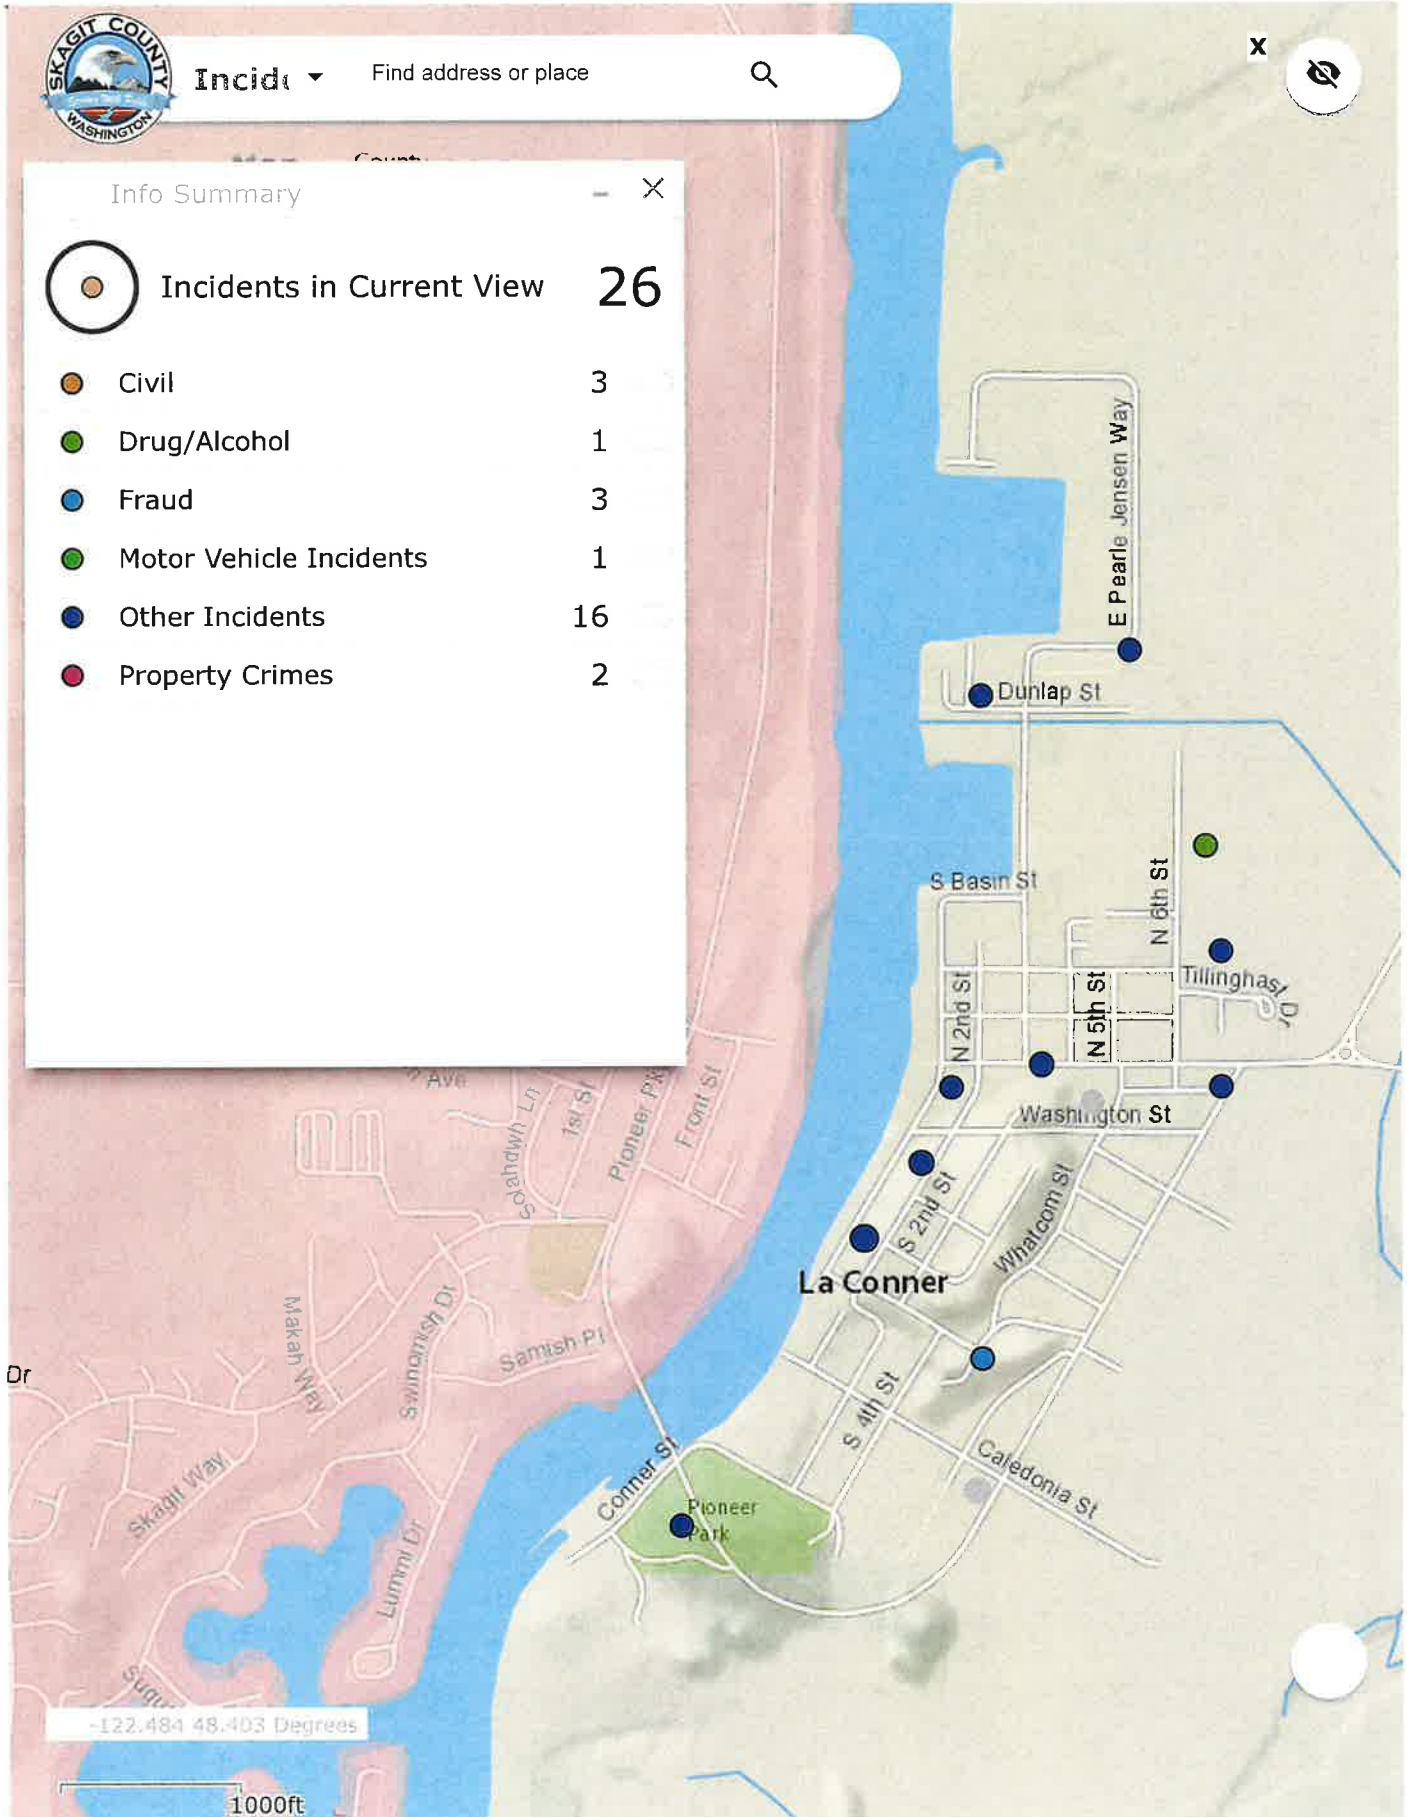 SKAGIT COUNTY
WASHINGTON
Find address or place
X
County
Info Summary
Incidents in Current View 26
Civil 3
Drug/Alcohol 1
Fraud 3
Motor Vehicle Incidents 1
Other Incidents 16
Property Crimes 2
E Pearle Jensen Way
Dunlap St
S Basin St
N 6th St
Tillinghast Dr
N 2nd St
N 5th St
Ave
1st St
Front St
Washington St
S 2nd St
Whatcom St
La Conner
Makah Way
Swinomish Dr
Samish Pl
Dr
S 4th St
Conner St
Caledonia St
Skagit Way
Pioneer
Park
Lummi Dr
-122.484 48.403 Degrees
1000ft